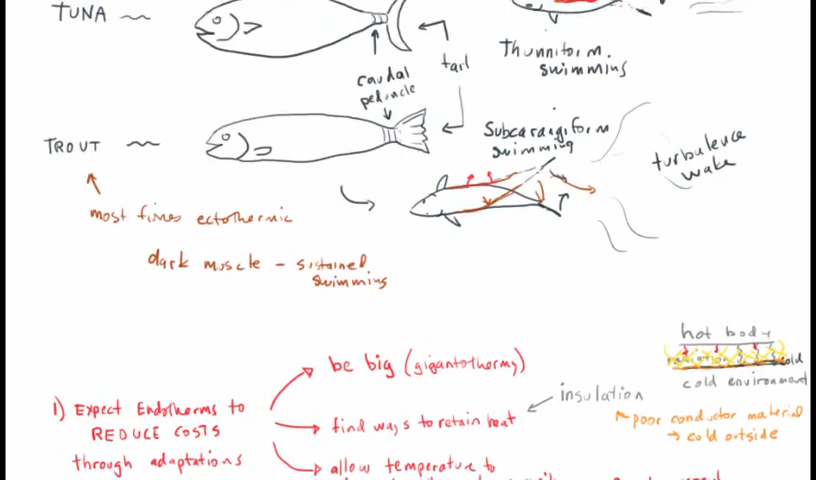 TUNA
Thunniform
swimming
tail
caudal
peduncle
Subcarangiform
swimming
TROUT
turbulence
wake
most fishes ectothermic
dark muscle - sustained
swimming
hot body
be big (gigantothermy)
cold
cold environment
insulation
1) Expect Endotherms to
REDUCE COSTS
through adaptations
find ways to retain heat
poor conductor material
→ cold outside
allow temperature to